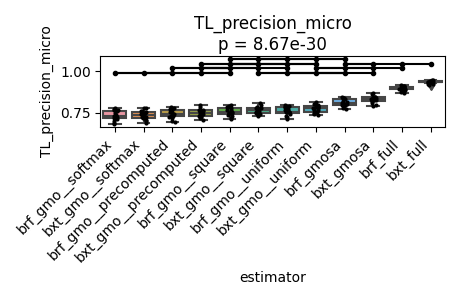 TL_precision_micro
p = 8.67e-30
TL_precision_micro
1.00
0.75
brf_gmo__softmax
bxt_gmo__softmax
brf_gmo__precomputed
bxt_gmo__precomputed
brf_gmo__square
bxt_gmo__square
brf_gmo__uniform
bxt_gmo__uniform
brf_gmosa
bxt_gmosa
brf_full
bxt_full
estimator